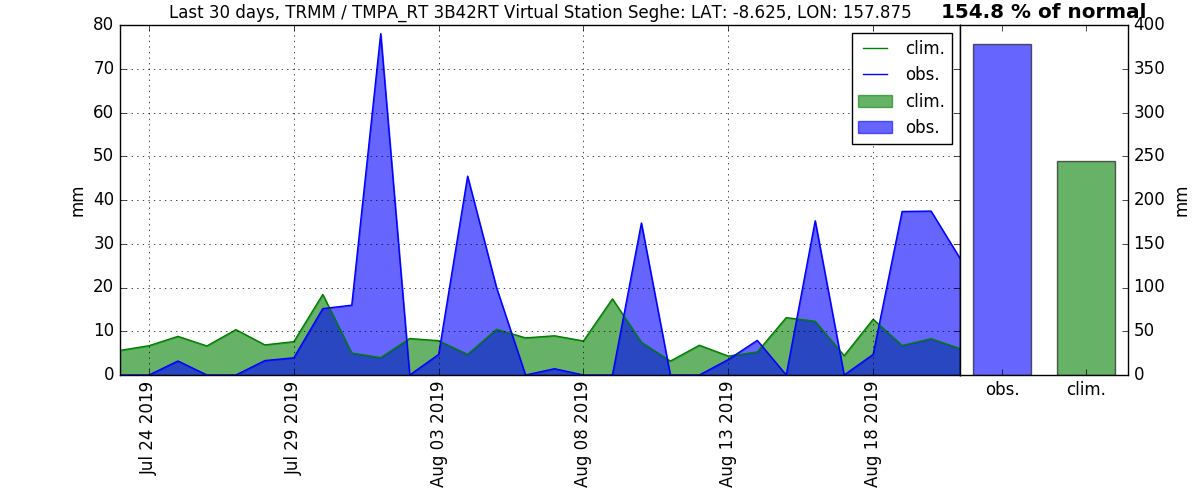 Last 30 days, TRMM / TMPA_RT 3B42RT Virtual Station Seghe: LAT: -8.625, LON: 157.875
154.8 % of normal
80
70
60
50
40
30
20
10
0
mm
clim.
obs.
clim.
obs.
400
350
300
250
200
150
100
50
0
mm
Jul 24 2019
Jul 29 2019
Aug 03 2019
Aug 08 2019
Aug 13 2019
Aug 18 2019
obs.
clim.